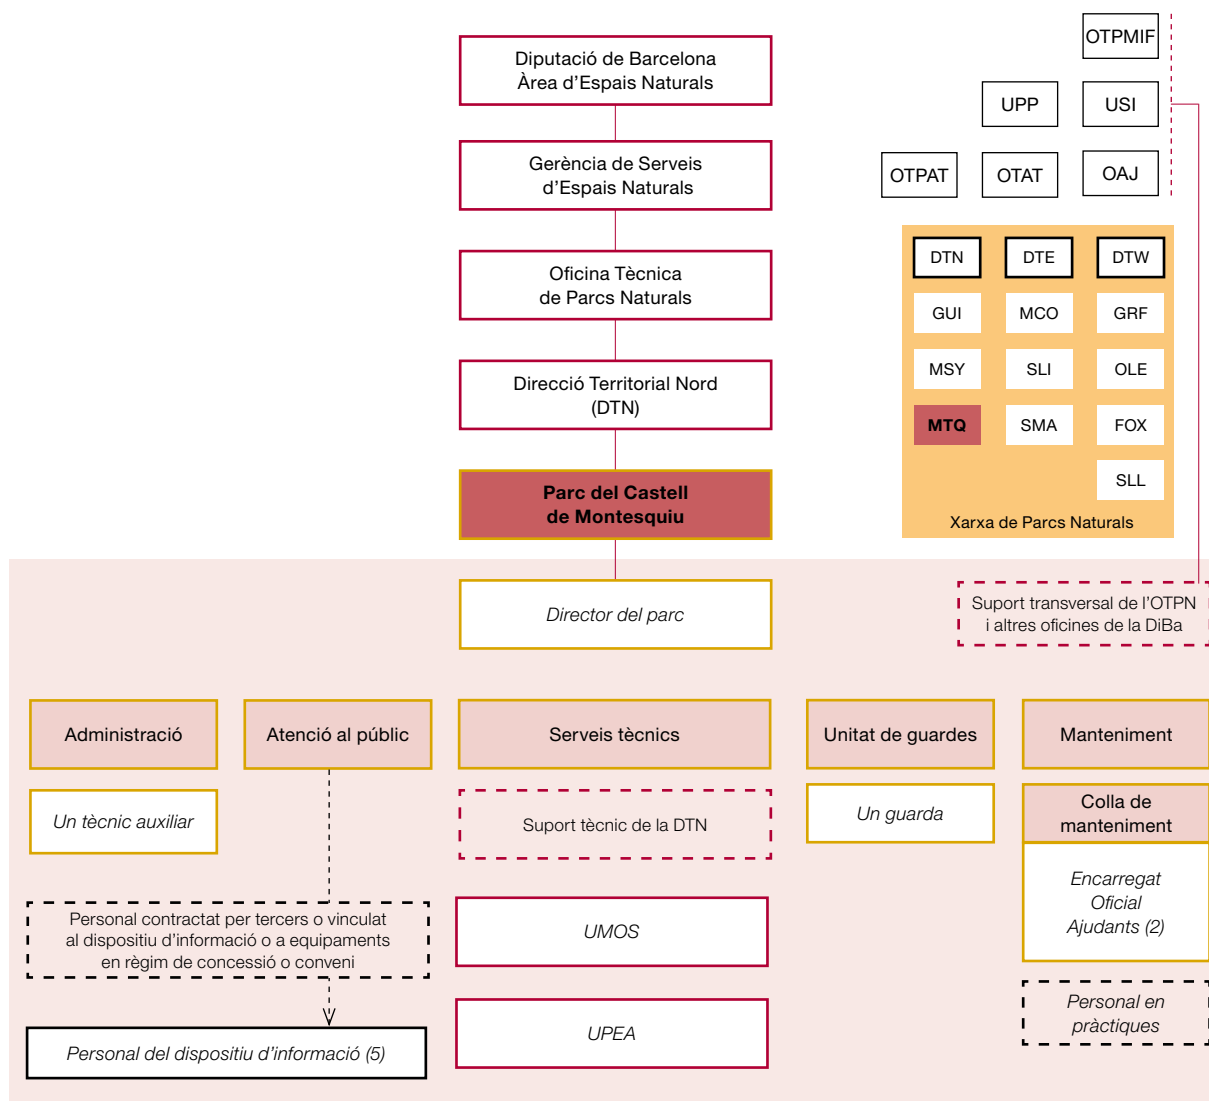 Diputació de Barcelona
Àrea d'Espais Naturals
Gerència de Serveis
d'Espais Naturals
Oficina Tècnica
de Parcs Naturals
Direcció Territorial Nord
(DTN)
Parc del Castell
de Montesquiu
Director del parc
OTPMIF
UPP
USI
OTPAT
OTAT
OAJ
DTN
DTE
DTW
GUI
MCO
GRF
MSY
SLI
OLE
MTQ
SMA
FOX
SLL
Xarxa de Parcs Naturals
Suport transversal de l'OTPN
i altres oficines de la DiBa
Administració
Atenció al públic
Serveis tècnics
Unitat de guardes
Manteniment
Un tècnic auxiliar
Suport tècnic de la DTN
Un guarda
Colla de
manteniment
Encarregat
Oficial
Ajudants (2)
Personal contractat per tercers o vinculat
al dispositiu d'informació o a equipaments
en règim de concessió o conveni
UMOS
Personal en
pràctiques
Personal del dispositiu d'informació (5)
UPEA